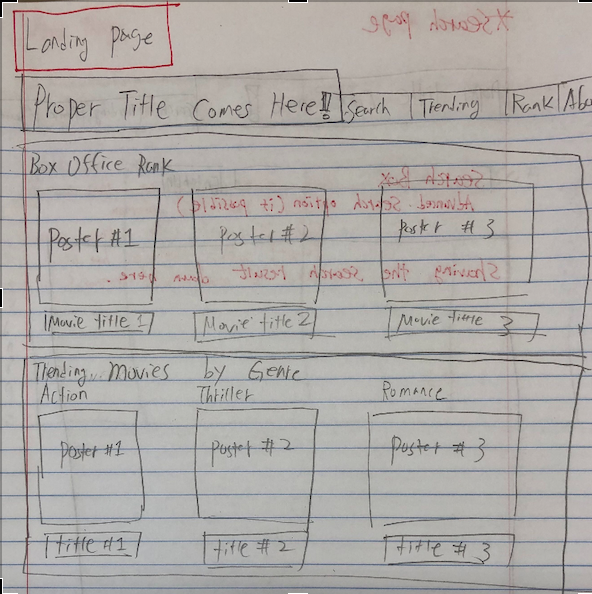 Landing page
*Search page
Proper Title Comes Here!! Search Trending Rank Abo
Box Office Rank
Search Box
Advanced search option (if posible)
Poster #1 Poster #2 Poster #3
Showing the search result down here.
Movie title 1 Movie title 2 Movie tittle 3
Trending.. Movies by Genre
Action Thriller Romance
Poster #1 Poster #2 Poster #3
title #1 title #2 title #3